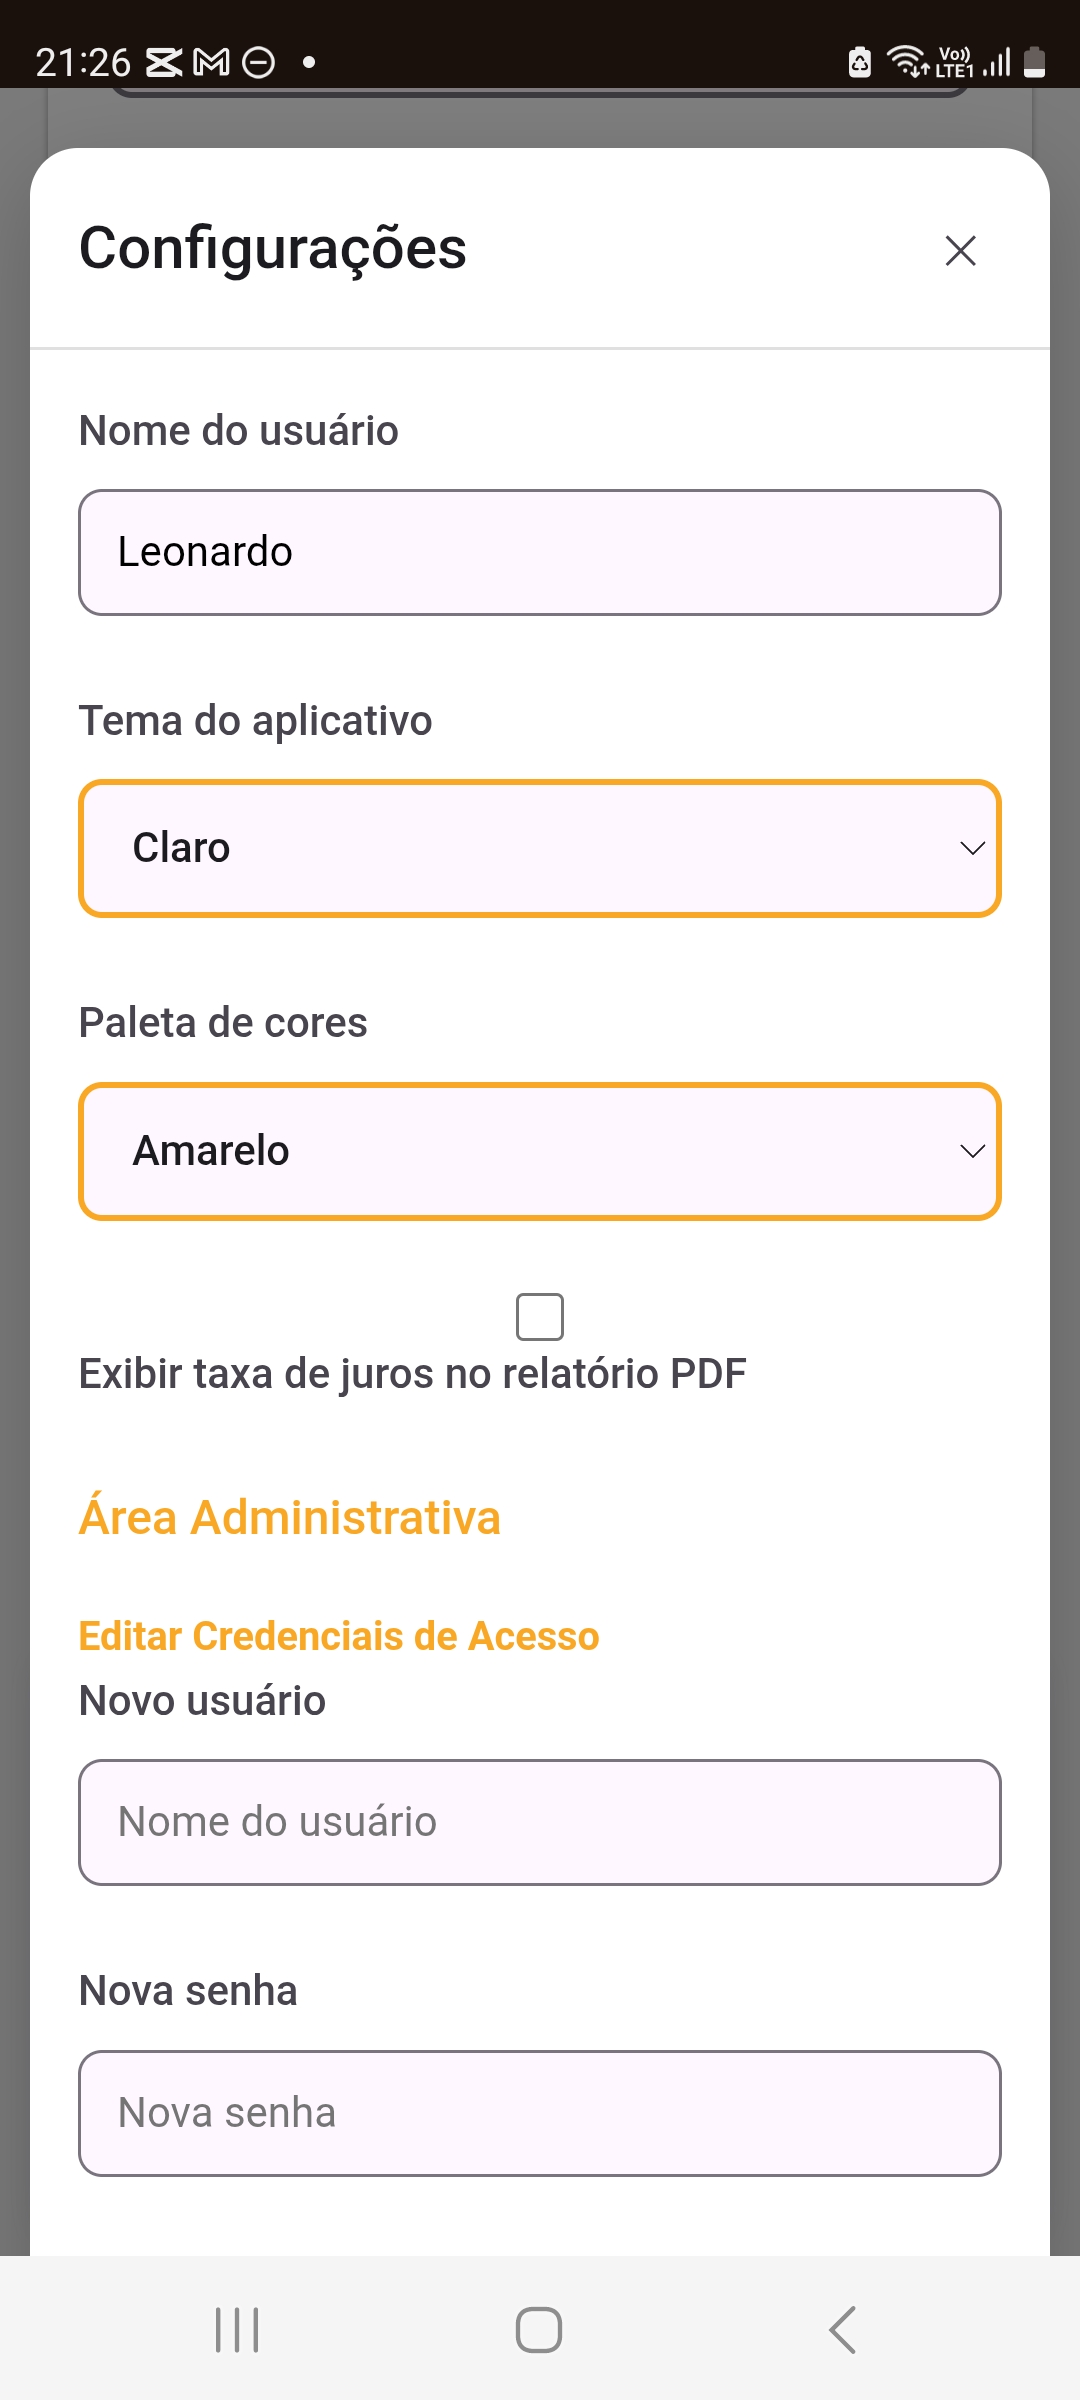 21:26
Vo)) LTE1
Configurações
Nome do usuário
Leonardo
Tema do aplicativo
Claro
Paleta de cores
Amarelo
Exibir taxa de juros no relatório PDF
Área Administrativa
Editar Credenciais de Acesso
Novo usuário
Nome do usuário
Nova senha
Nova senha